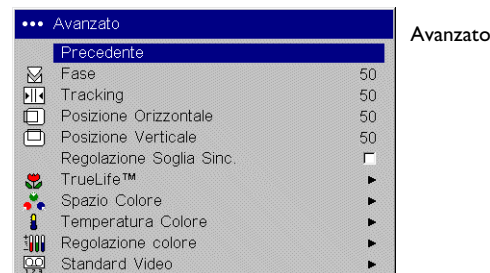 ••• Avanzato
Avanzato
Precedente
Fase 50
Tracking 50
Posizione Orizzontale 50
Posizione Verticale 50
Regolazione Soglia Sinc.
TrueLife™
Spazio Colore
Temperatura Colore
Regolazione colore
Standard Video